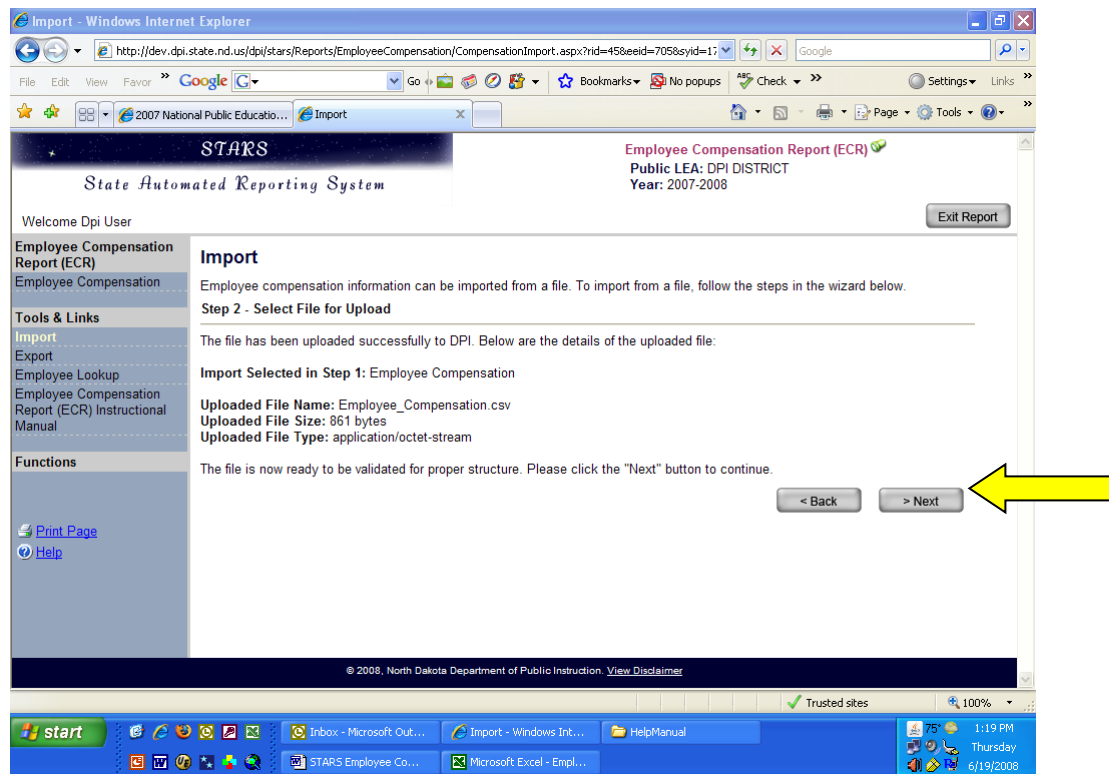 Import - Windows Internet Explorer
http://dev.dpi.state.nd.us/dpi/stars/Reports/EmployeeCompensation/CompensationImport.aspx?rid=45&eeid=705&syid=17
Google
File Edit View Favor » Google G Go Bookmarks No popups Check » Settings Links »
2007 National Public Educatio... Import X Page Tools »
STARS
State Automated Reporting System
Employee Compensation Report (ECR)
Public LEA: DPI DISTRICT
Year: 2007-2008
Welcome Dpi User
Exit Report
Employee Compensation
Report (ECR)
Employee Compensation
Tools & Links
Import
Export
Employee Lookup
Employee Compensation
Report (ECR) Instructional
Manual
Functions
Print Page
Help
Import
Employee compensation information can be imported from a file. To import from a file, follow the steps in the wizard below.
Step 2 - Select File for Upload
The file has been uploaded successfully to DPI. Below are the details of the uploaded file:
Import Selected in Step 1: Employee Compensation
Uploaded File Name: Employee_Compensation.csv
Uploaded File Size: 861 bytes
Uploaded File Type: application/octet-stream
The file is now ready to be validated for proper structure. Please click the "Next" button to continue.
< Back > Next
© 2008, North Dakota Department of Public Instruction. View Disclaimer
Trusted sites 100%
start Inbox - Microsoft Out... Import - Windows Int... HelpManual 75° 1:19 PM
Thursday
STARS Employee Co... Microsoft Excel - Empl... 6/19/2008